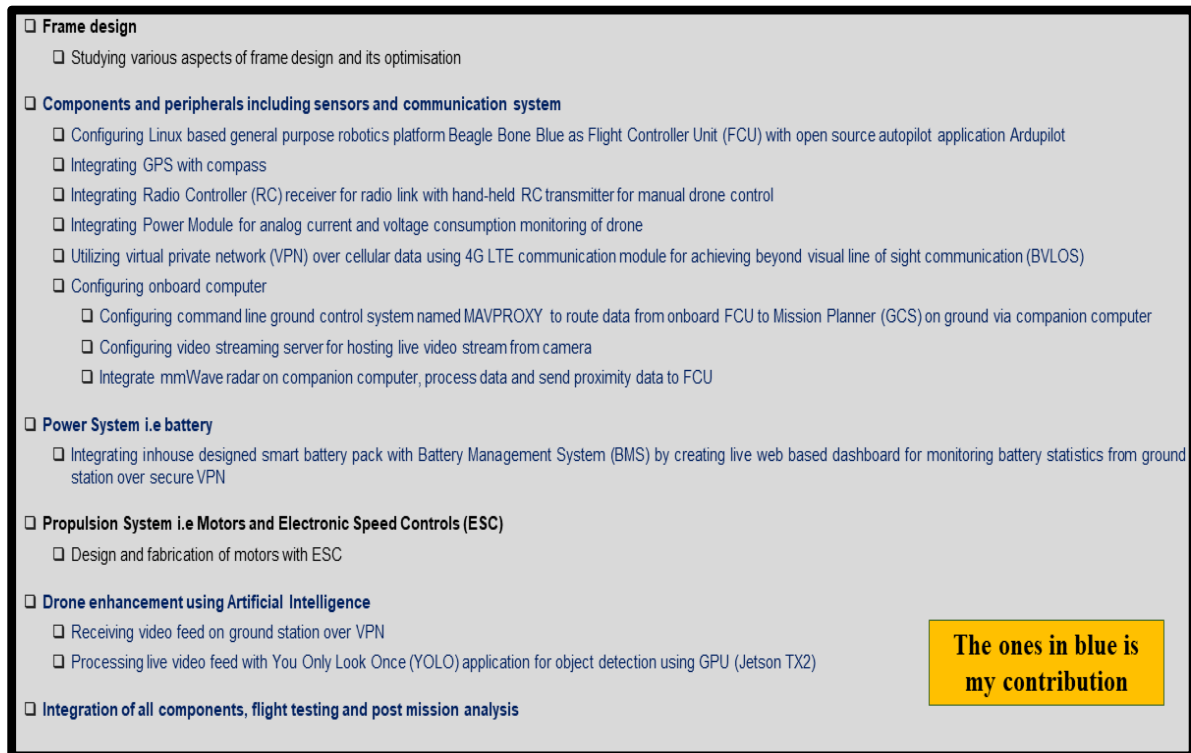 Frame design
Studying various aspects of frame design and its optimisation
Components and peripherals including sensors and communication system
Configuring Linux based general purpose robotics platform Beagle Bone Blue as Flight Controller Unit (FCU) with open source autopilot application Ardupilot
Integrating GPS with compass
Integrating Radio Controller (RC) receiver for radio link with hand-held RC transmitter for manual drone control
Integrating Power Module for analog current and voltage consumption monitoring of drone
Utilizing virtual private network (VPN) over cellular data using 4G LTE communication module for achieving beyond visual line of sight communication (BVLOS)
Configuring onboard computer
Configuring command line ground control system named MAVPROXY to route data from onboard FCU to Mission Planner (GCS) on ground via companion computer
Configuring video streaming server for hosting live video stream from camera
Integrate mmWave radar on companion computer, process data and send proximity data to FCU
Power System i.e battery
Integrating inhouse designed smart battery pack with Battery Management System (BMS) by creating live web based dashboard for monitoring battery statistics from ground
station over secure VPN
Propulsion System i.e Motors and Electronic Speed Controls (ESC)
Design and fabrication of motors with ESC
Drone enhancement using Artificial Intelligence
Receiving video feed on ground station over VPN
Processing live video feed with You Only Look Once (YOLO) application for object detection using GPU (Jetson TX2)
Integration of all components, flight testing and post mission analysis
The ones in blue is
my contribution